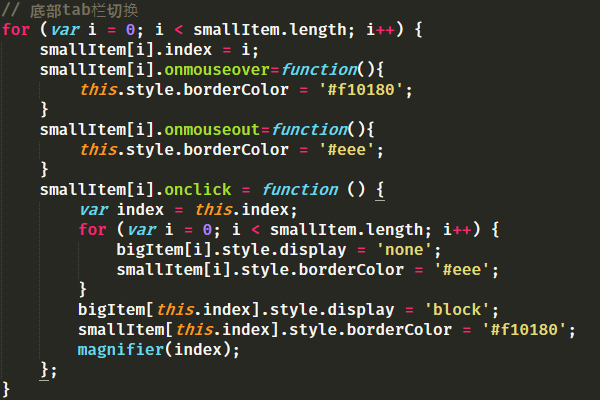 // 底部tab栏切换
for (var i = 0; i < smallItem.length; i++) {
smallItem[i].index = i;
smallItem[i].onmouseover=function(){
this.style.borderColor = '#f10180';
}
smallItem[i].onmouseout=function(){
this.style.borderColor = '#eee';
}
smallItem[i].onclick = function () {
var index = this.index;
for (var i = 0; i < smallItem.length; i++) {
bigItem[i].style.display = 'none';
smallItem[i].style.borderColor = '#eee';
}
bigItem[this.index].style.display = 'block';
smallItem[this.index].style.borderColor = '#f10180';
magnifier(index);
};
}